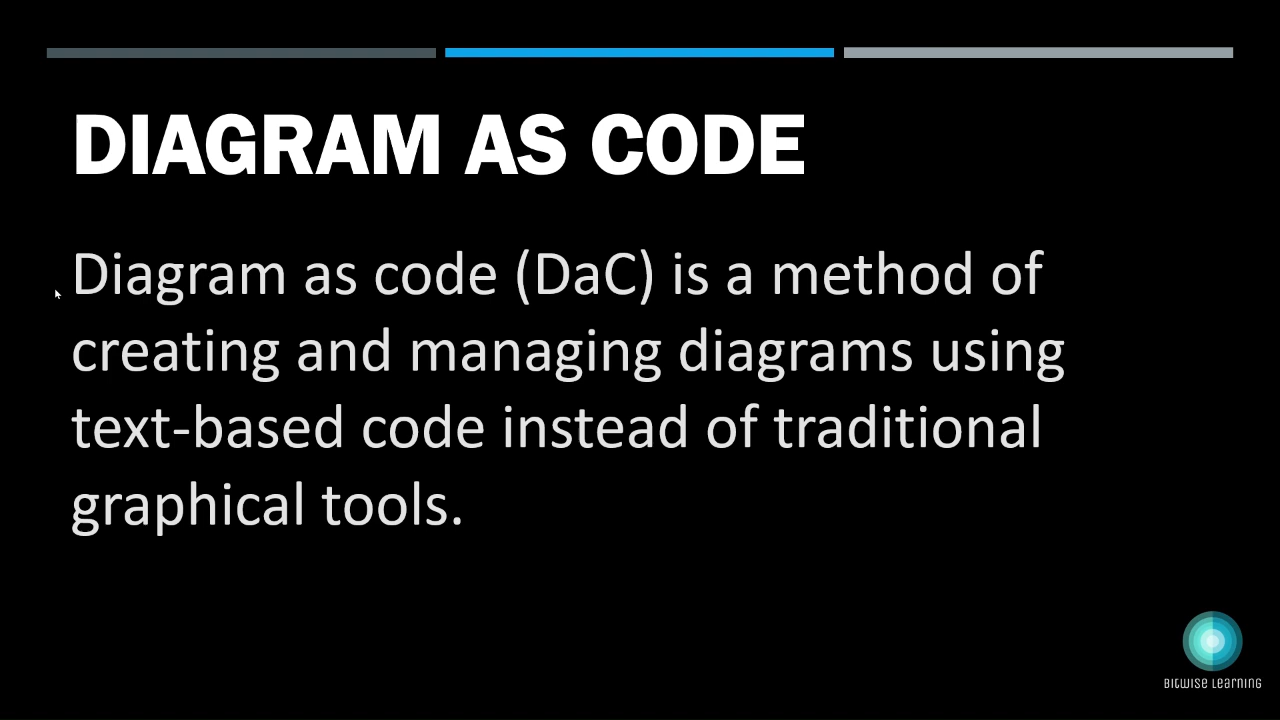 DIAGRAM AS CODE
Diagram as code (DaC) is a method of
creating and managing diagrams using
text-based code instead of traditional
graphical tools.
Bitwise Learning